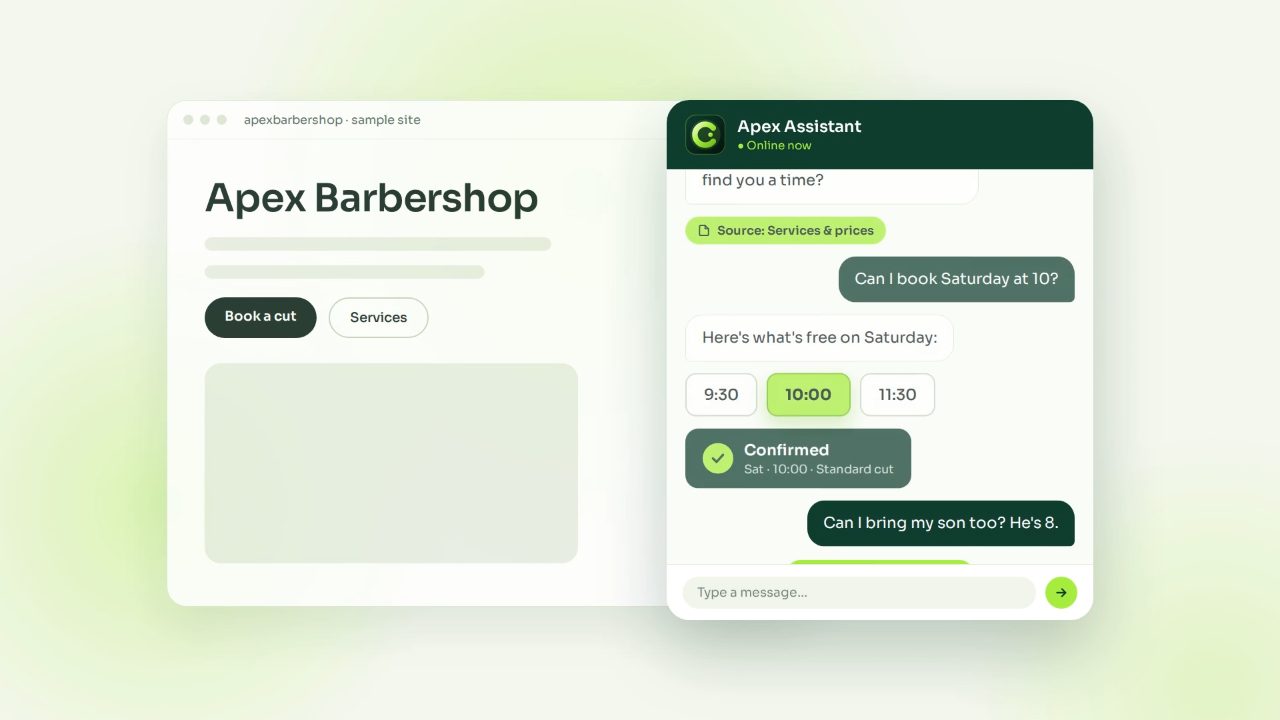 apexbarbershop · sample site
Apex Barbershop
Book a cut
Services
Apex Assistant
● Online now
find you a time?
Source: Services & prices
Can I book Saturday at 10?
Here's what's free on Saturday:
9:30
10:00
11:30
Confirmed
Sat · 10:00 · Standard cut
Can I bring my son too? He's 8.
Type a message...